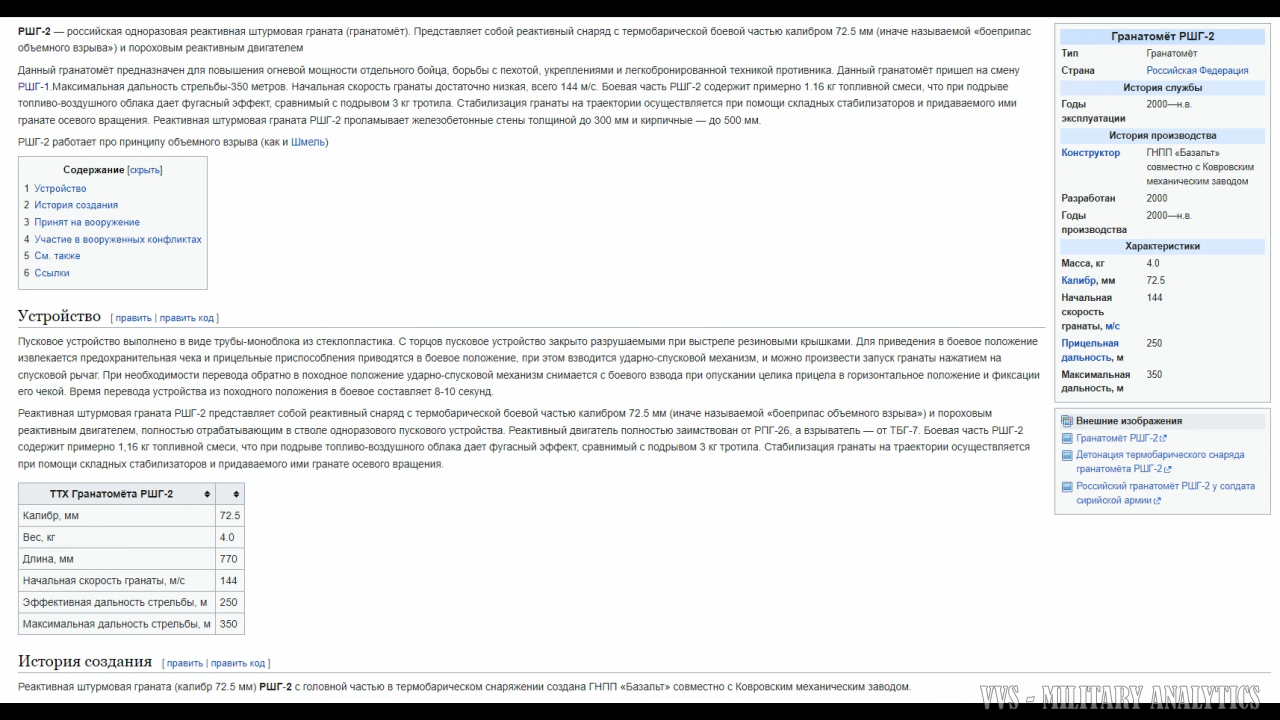 РШГ-2 — российская одноразовая реактивная штурмовая граната (гранатомёт). Представляет собой реактивный снаряд с термобарической боевой частью калибром 72.5 мм (иначе называемой «боеприпас
объемного взрыва») и пороховым реактивным двигателем
Данный гранатомёт предназначен для повышения огневой мощности отдельного бойца, борьбы с пехотой, укреплениями и легкобронированной техникой противника. Данный гранатомёт пришел на смену
РШГ-1.Максимальная дальность стрельбы-350 метров. Начальная скорость гранаты достаточно низкая, всего 144 м/с. Боевая часть РШГ-2 содержит примерно 1.16 кг топливной смеси, что при подрыве
топливо-воздушного облака дает фугасный эффект, сравнимый с подрывом 3 кг тротила. Стабилизация гранаты на траектории осуществляется при помощи складных стабилизаторов и придаваемого ими
гранате осевого вращения. Реактивная штурмовая граната РШГ-2 проламывает железобетонные стены толщиной до 300 мм и кирпичные — до 500 мм.
РШГ-2 работает про принципу объемного взрыва (как и Шмель)
Содержание [скрыть]
1 Устройство
2 История создания
3 Принят на вооружение
4 Участие в вооруженных конфликтах
5 См. также
6 Ссылки
Устройство [ править | править код ]
Пусковое устройство выполнено в виде трубы-моноблока из стеклопластика. С торцов пусковое устройство закрыто разрушаемыми при выстреле резиновыми крышками. Для приведения в боевое положение
извлекается предохранительная чека и прицельные приспособления приводятся в боевое положение, при этом взводится ударно-спусковой механизм, и можно произвести запуск гранаты нажатием на
спусковой рычаг. При необходимости перевода обратно в походное положение ударно-спусковой механизм снимается с боевого взвода при опускании целика прицела в горизонтальное положение и фиксации
его чекой. Время перевода устройства из походного положения в боевое составляет 8-10 секунд.
Реактивная штурмовая граната РШГ-2 представляет собой реактивный снаряд с термобарической боевой частью калибром 72.5 мм (иначе называемой «боеприпас объемного взрыва») и пороховым
реактивным двигателем, полностью отрабатывающим в стволе одноразового пускового устройства. Реактивный двигатель полностью заимствован от РПГ-26, а взрыватель — от ТБГ-7. Боевая часть РШГ-2
содержит примерно 1,16 кг топливной смеси, что при подрыве топливо-воздушного облака дает фугасный эффект, сравнимый с подрывом 3 кг тротила. Стабилизация гранаты на траектории осуществляется
при помощи складных стабилизаторов и придаваемого ими гранате осевого вращения.
ТТХ Гранатомёта РШГ-2
Калибр, мм 72.5
Вес, кг 4.0
Длина, мм 770
Начальная скорость гранаты, м/с 144
Эффективная дальность стрельбы, м 250
Максимальная дальность стрельбы, м 350
История создания [ править | править код ]
Реактивная штурмовая граната (калибр 72.5 мм) РШГ-2 с головной частью в термобарическом снаряжении создана ГНПП «Базальт» совместно с Ковровским механическим заводом.
Гранатомёт РШГ-2
Тип Гранатомёт
Страна Российская Федерация
История службы
Годы 2000—н.в.
эксплуатации
История производства
Конструктор ГНПП «Базальт»
совместно с Ковровским
механическим заводом
Разработан 2000
Годы 2000—н.в.
производства
Характеристики
Масса, кг 4.0
Калибр, мм 72.5
Начальная 144
скорость
гранаты, м/с
Прицельная 250
дальность, м
Максимальная 350
дальность, м
Внешние изображения
Гранатомёт РШГ-2
Детонация термобарического снаряда
гранатомёта РШГ-2
Российский гранатомёт РШГ-2 у солдата
сирийской армии
VVS - MILITARY ANALYTICS